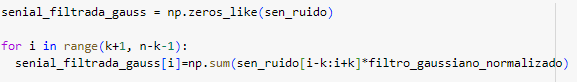 senial_filtrada_gauss = np.zeros_like(sen_ruido)
for i in range(k+1, n-k-1):
  senial_filtrada_gauss[i]=np.sum(sen_ruido[i-k:i+k]*filtro_gaussiano_normalizado)